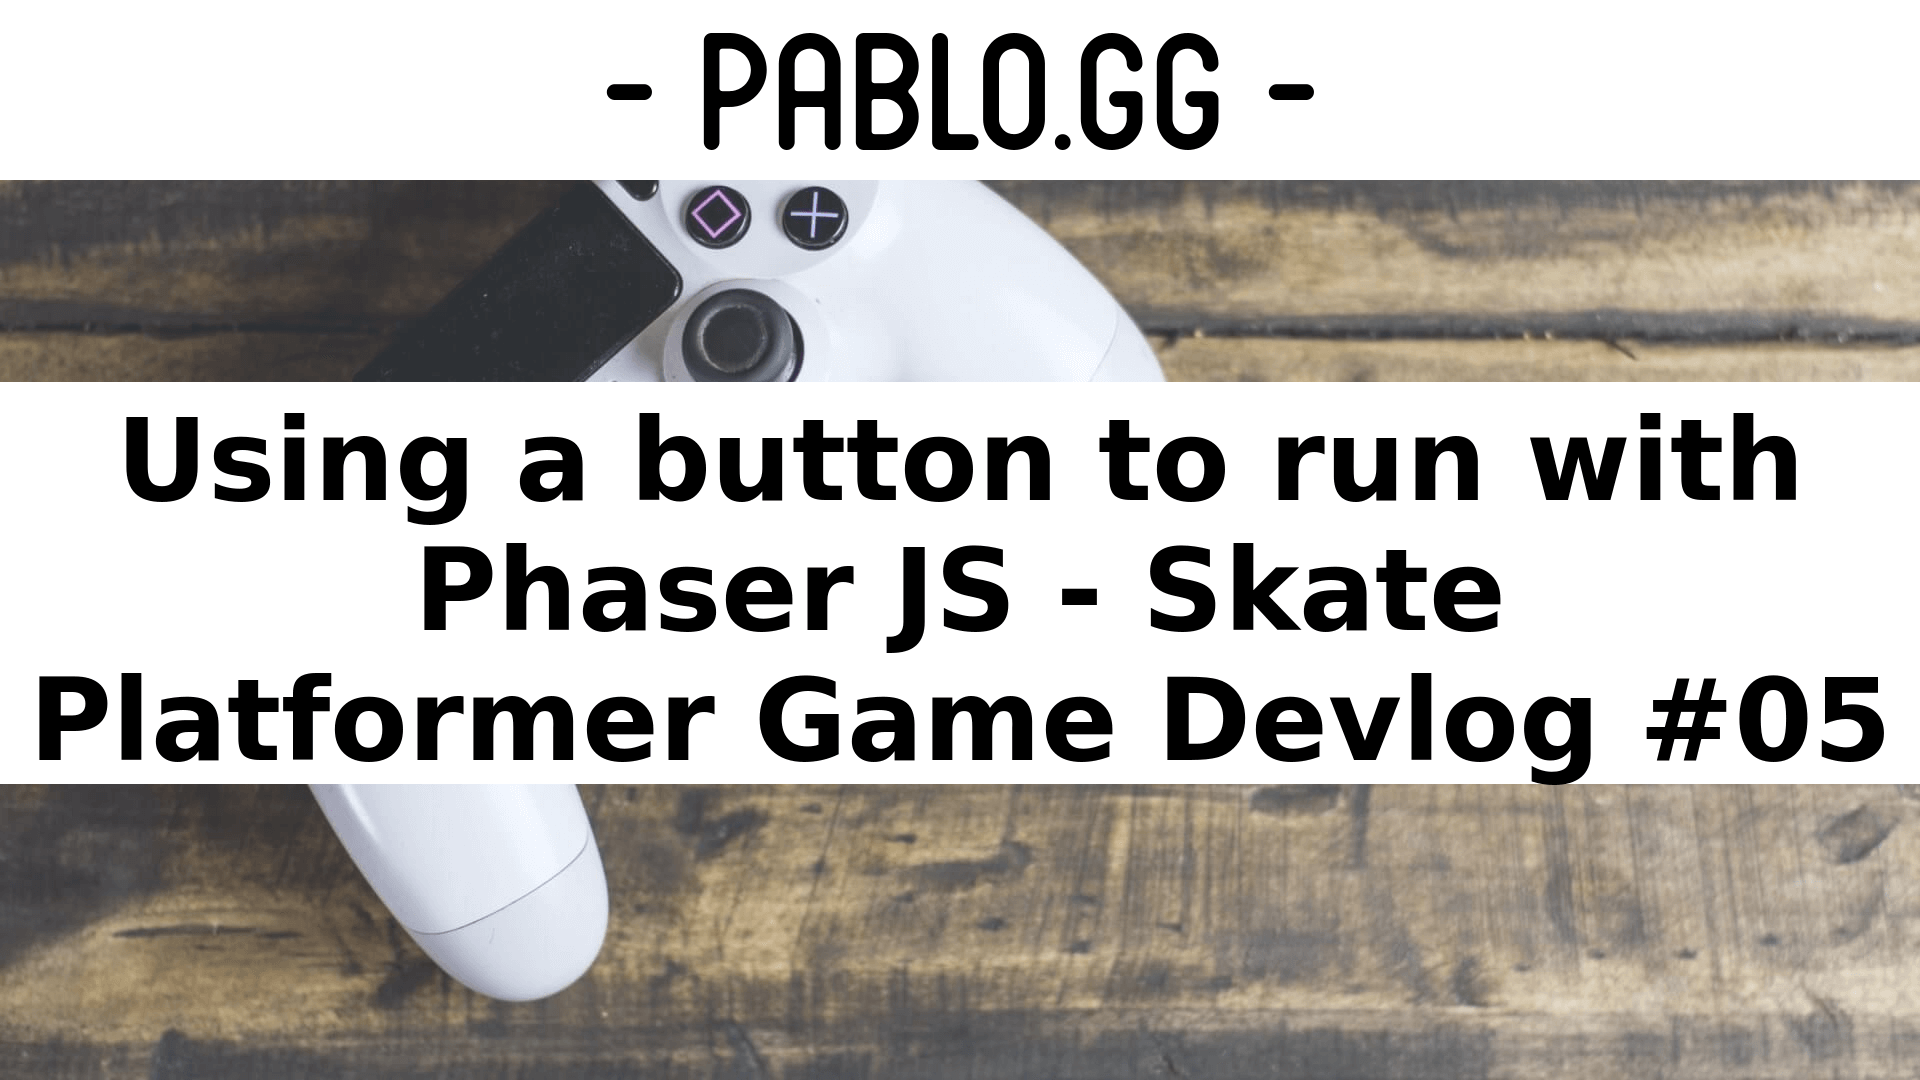 - PABLO.GG -
Using a button to run with
Phaser JS - Skate
Platformer Game Devlog #05